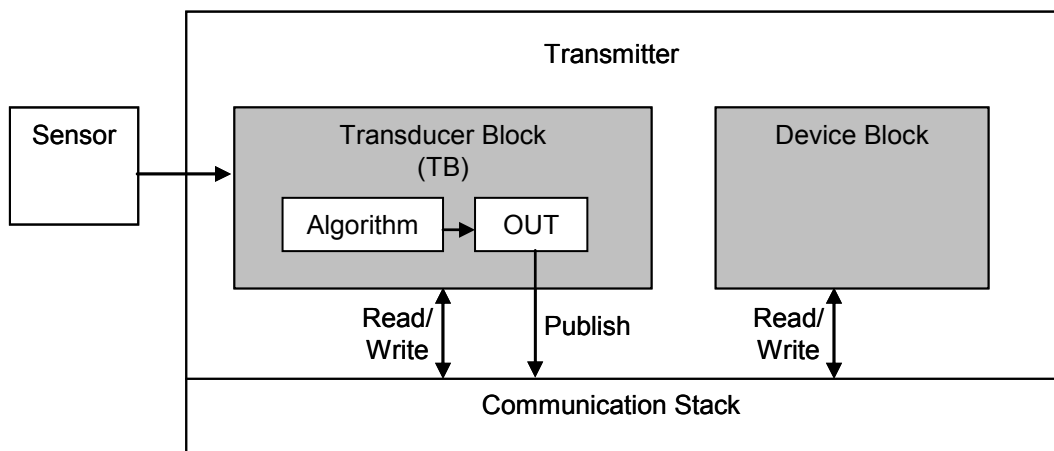 Transmitter
Sensor
Transducer Block
(TB)
Device Block
Algorithm
OUT
Read/
Write
Publish
Read/
Write
Communication Stack